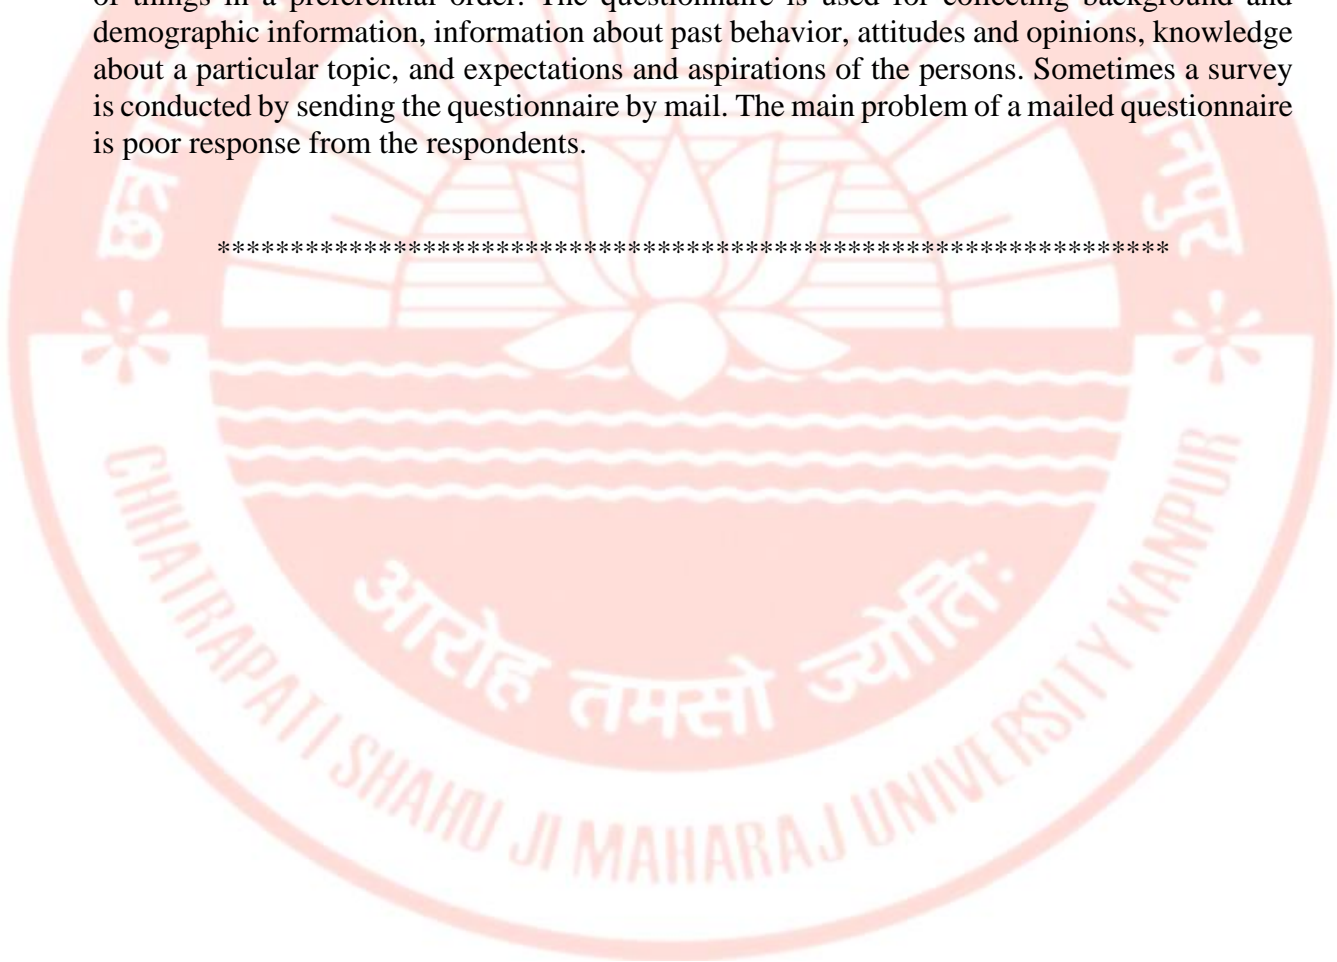 of things in a preferential order. The questionnaire is used for collecting background and
demographic information, information about past behavior, attitudes and opinions, knowledge
about a particular topic, and expectations and aspirations of the persons. Sometimes a survey
is conducted by sending the questionnaire by mail. The main problem of a mailed questionnaire
is poor response from the respondents.
*****************************************************************
आरोह तमसो ज्योतिः
CHHATRAPATI SHAHU JI MAHARAJ UNIVERSITY KANPUR